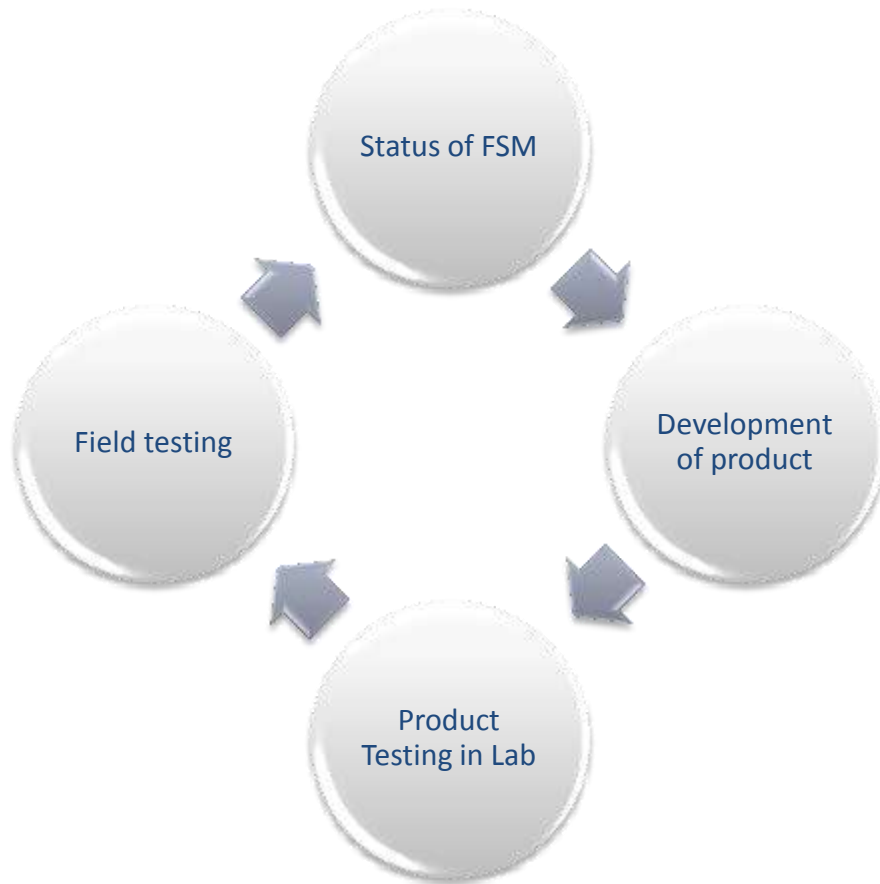 Status of FSM
Development
of product
Product
Testing in Lab
Field testing